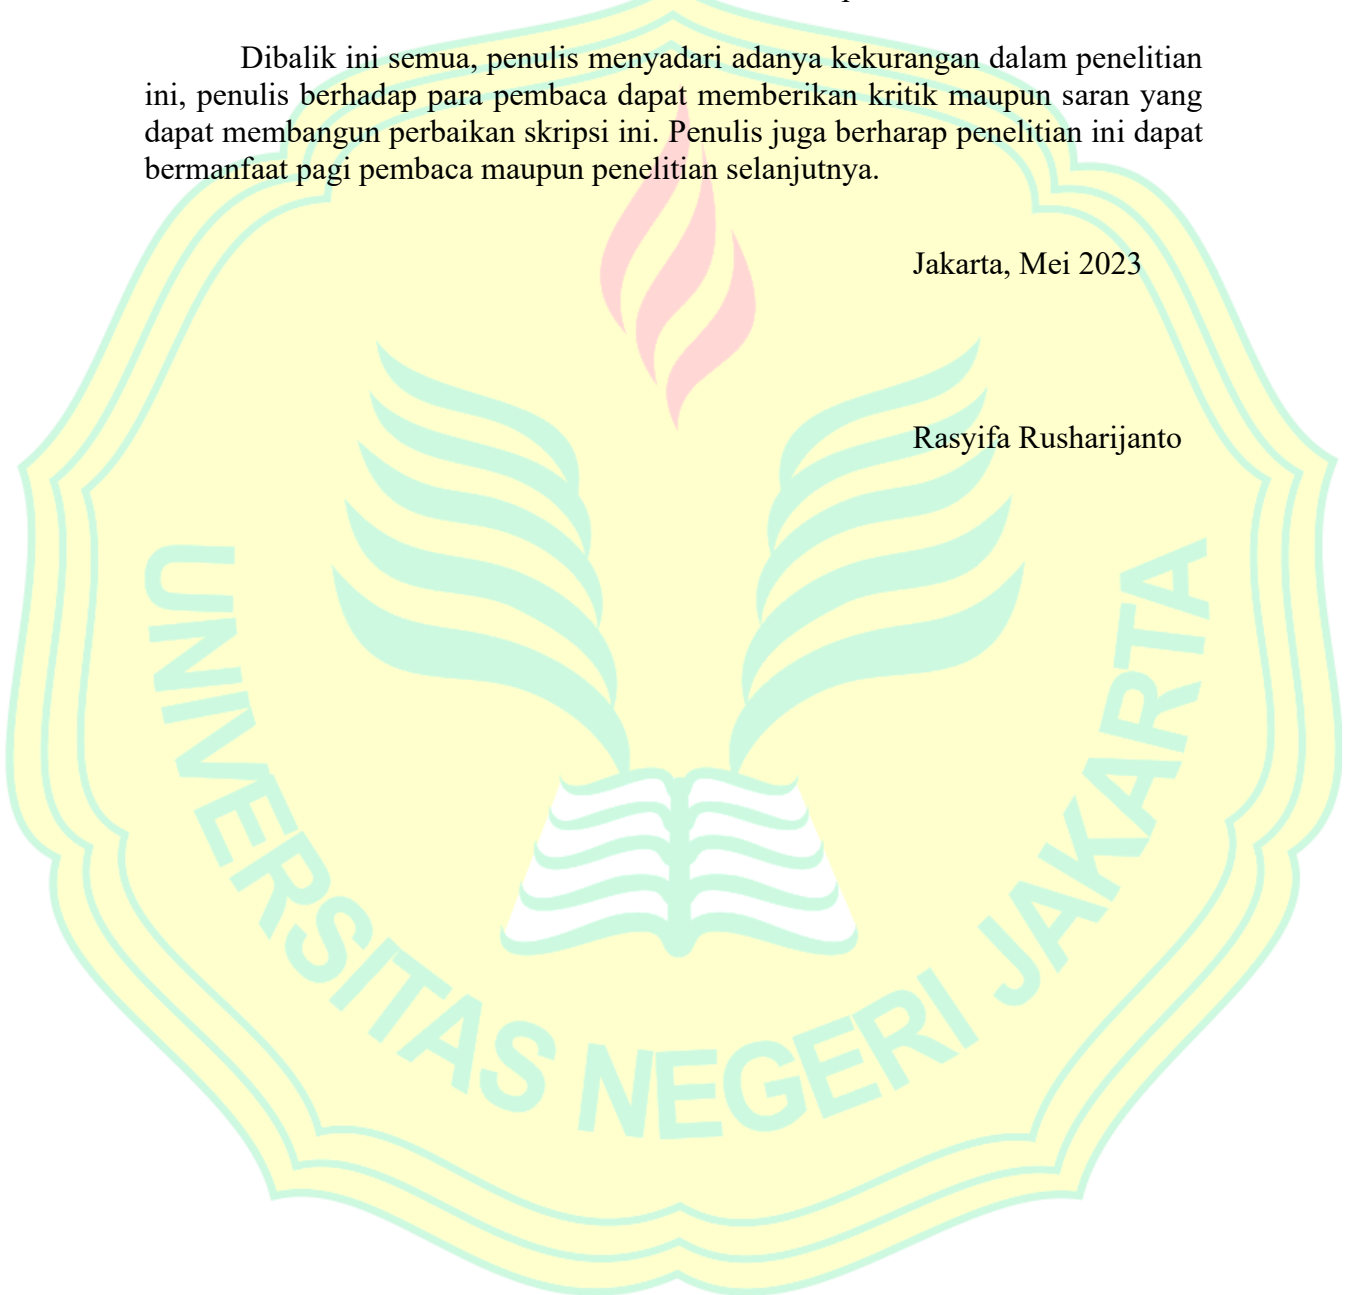 Dibalik ini semua, penulis menyadari adanya kekurangan dalam penelitian
ini, penulis berhadap para pembaca dapat memberikan kritik maupun saran yang
dapat membangun perbaikan skripsi ini. Penulis juga berharap penelitian ini dapat
bermanfaat pagi pembaca maupun penelitian selanjutnya.
Jakarta, Mei 2023
Rasyifa Rusharijanto
UNIVERSITAS NEGERI JAKARTA